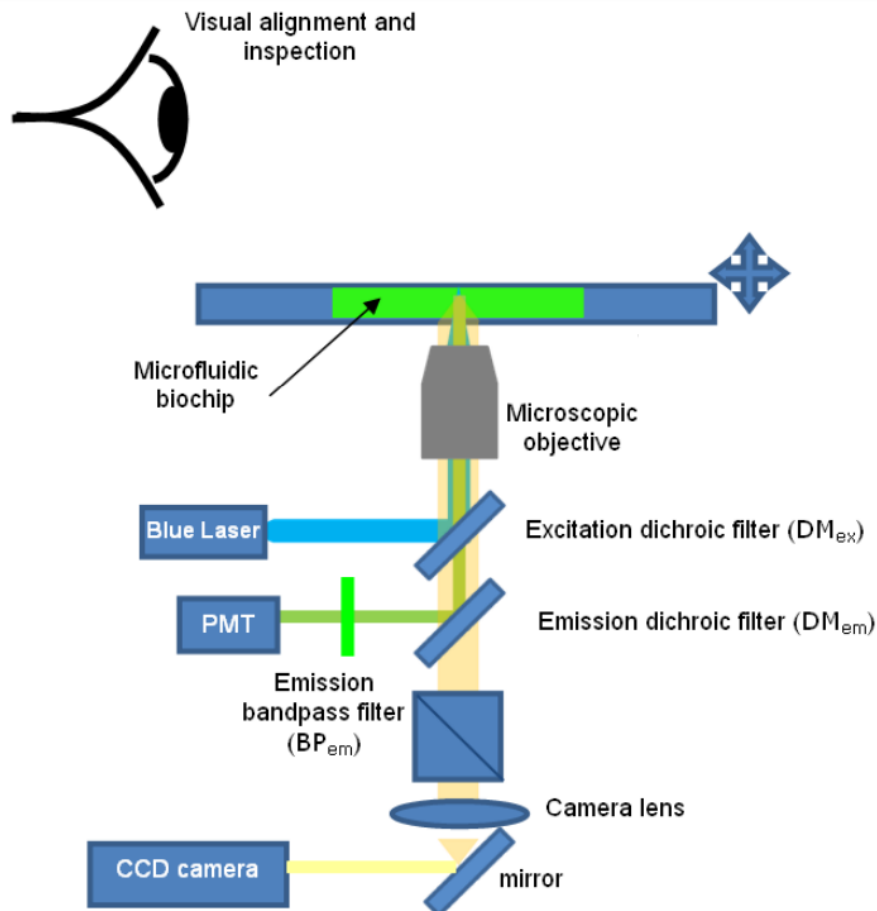 Visual alignment and
inspection
Microfluidic
biochip
Microscopic
objective
Blue Laser
Excitation dichroic filter (DMex)
PMT
Emission dichroic filter (DMem)
Emission
bandpass filter
(BPem)
Camera lens
CCD camera
mirror